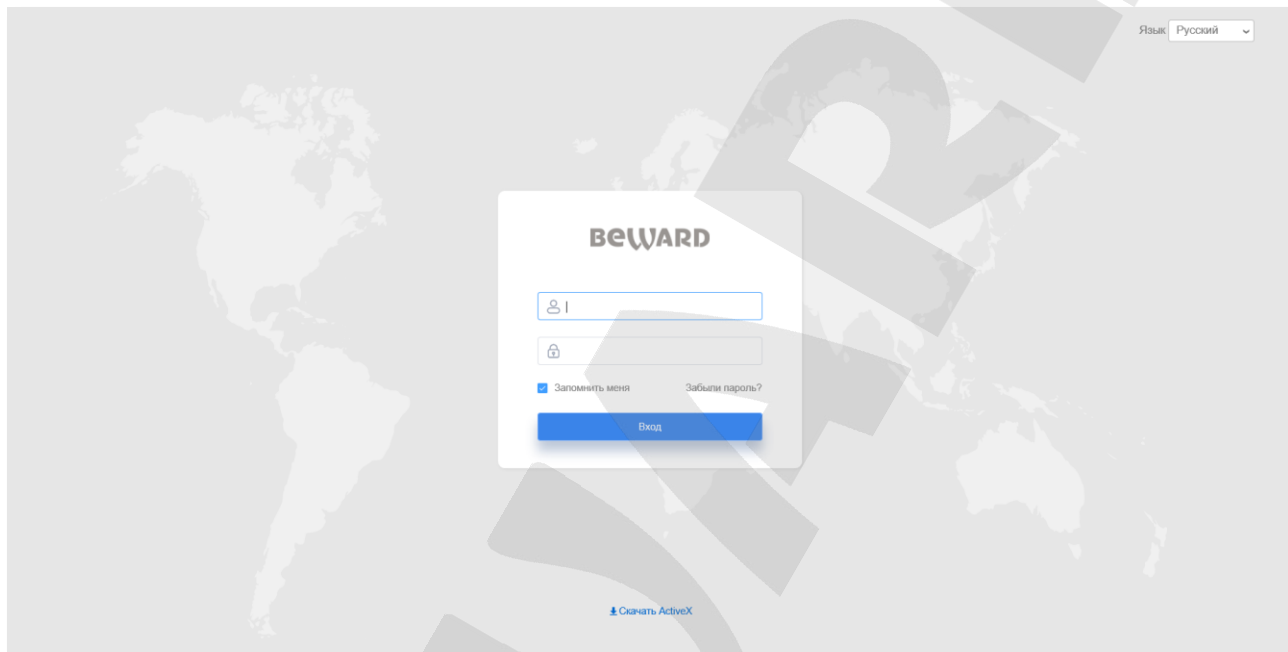 Язык Русский
BEWARD
Запомнить меня Забыли пароль?
Вход
Скачать ActiveX